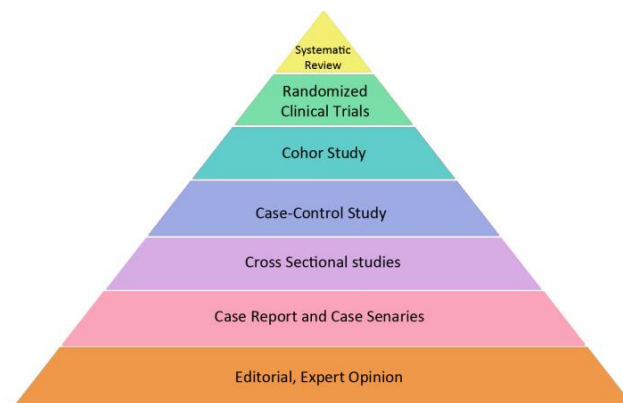 Systematic
Review
Randomized
Clinical Trials
Cohor Study
Case-Control Study
Cross Sectional studies
Case Report and Case Senaries
Editorial, Expert Opinion